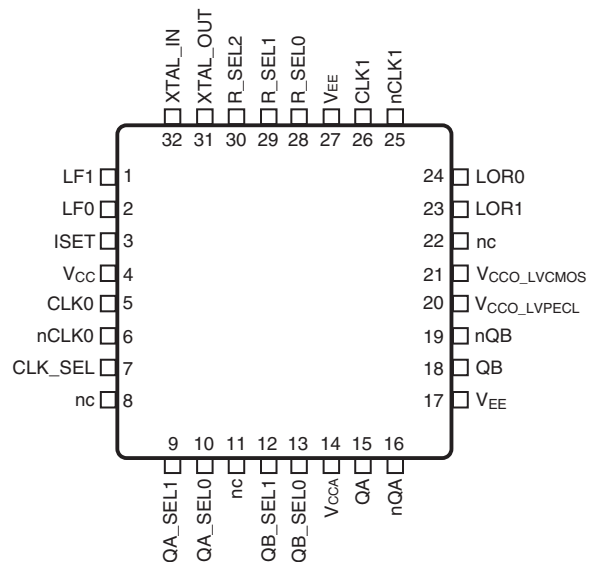 XTAL_IN
XTAL_OUT
R_SEL2
R_SEL1
R_SEL0
VEE
CLK1
nCLK1
32 31 30 29 28 27 26 25
LF1 1
LF0 2
ISET 3
VCC 4
CLK0 5
nCLK0 6
CLK_SEL 7
nc 8
24 LOR0
23 LOR1
22 nc
21 VCCO_LVCMOS
20 VCCO_LVPECL
19 nQB
18 QB
17 VEE
9 10 11 12 13 14 15 16
QA_SEL1
QA_SEL0
nc
QB_SEL1
QB_SEL0
VCCA
QA
nQA